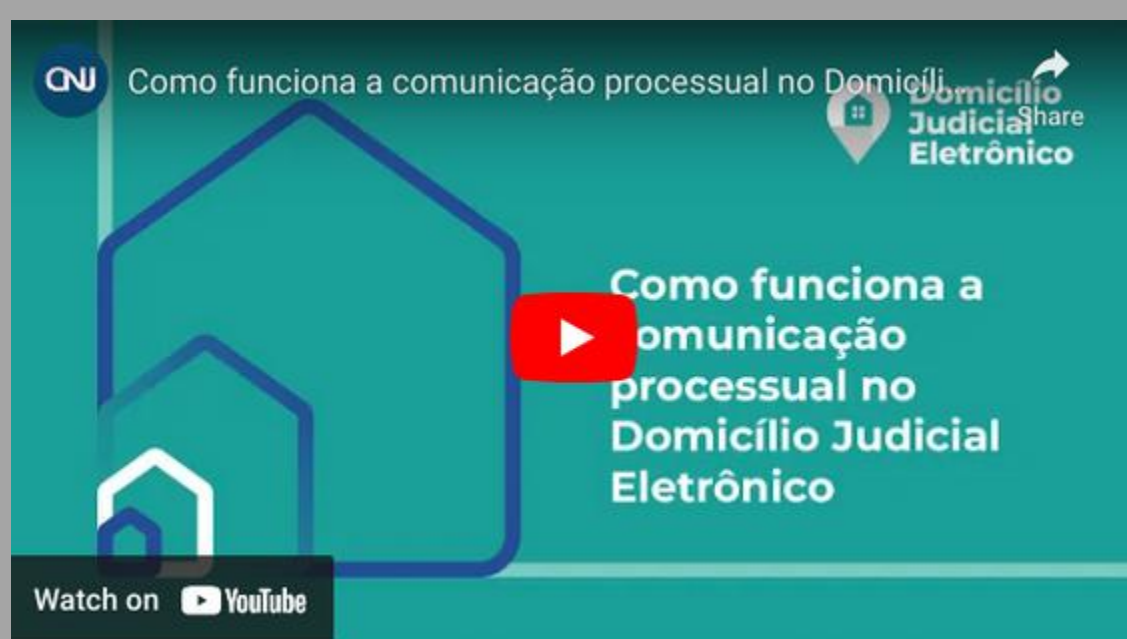 CNJ
Como funciona a comunicação processual no Domicíli...
Domicílio
Judicial
Eletrônico
Share
Como funciona a
comunicação
processual no
Domicílio Judicial
Eletrônico
Watch on YouTube